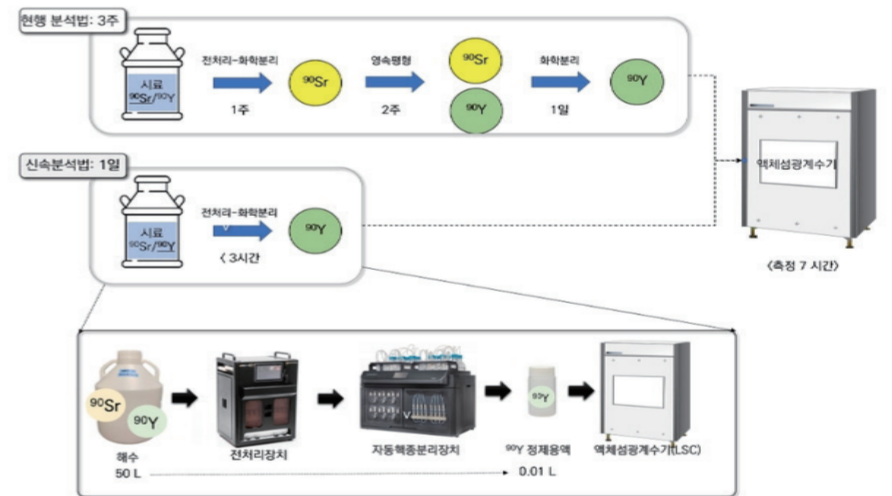 현행 분석법: 3주
시료
90Sr/90Y
전처리-화학분리
1주
90Sr
영속평형
2주
90Sr
90Y
화학분리
1일
90Y
액체섬광계수기
<측정 7 시간>
신속분석법: 1일
시료
90Sr/90Y
전처리-화학분리
< 3시간
90Y
90Sr
90Y
해수
50 L
전처리장치
자동핵종분리장치
90Y
90Y 정제용액
0.01 L
액체섬광계수기(LSC)